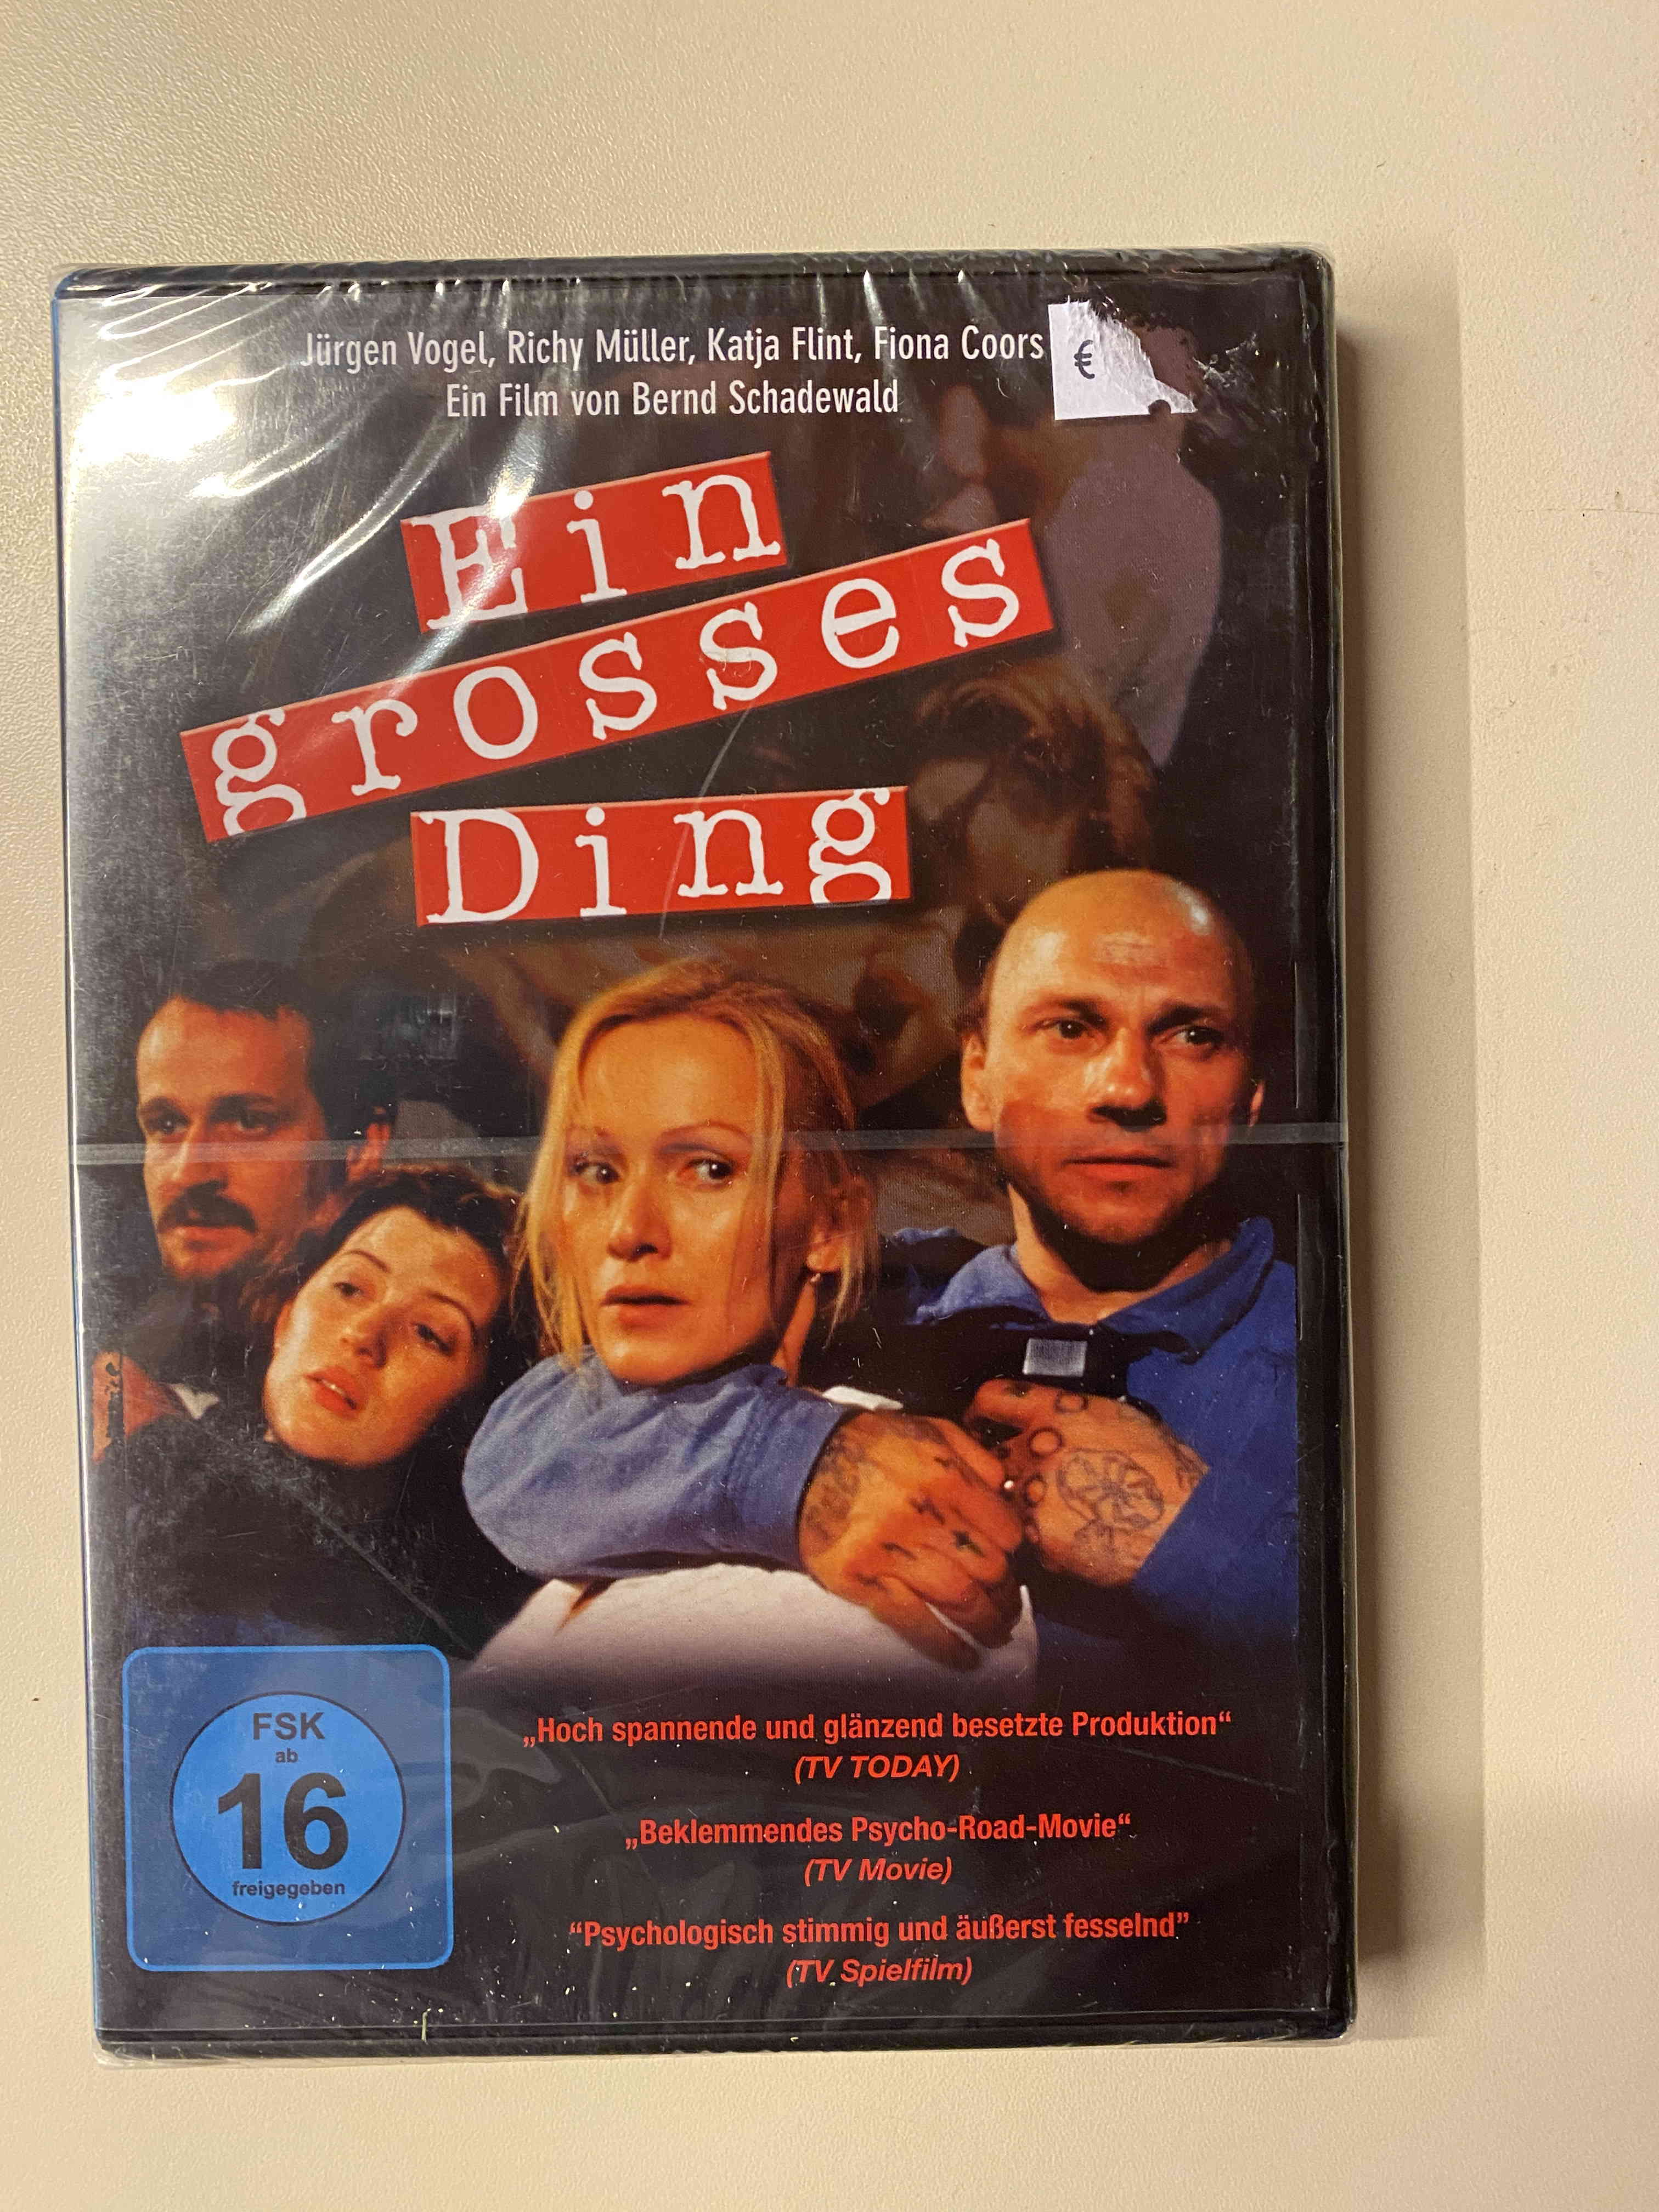 Jürgen Vogel, Richy Müller, Katja Flint, Fiona Coors
€
Ein Film von Bernd Schadewald
Ein
grosses
Ding
FSK
ab
16
freigegeben
„Hoch spannende und glänzend besetzte Produktion“
(TV TODAY)
„Beklemmendes Psycho-Road-Movie“
(TV Movie)
“Psychologisch stimmig und äußerst fesselnd”
(TV Spielfilm)